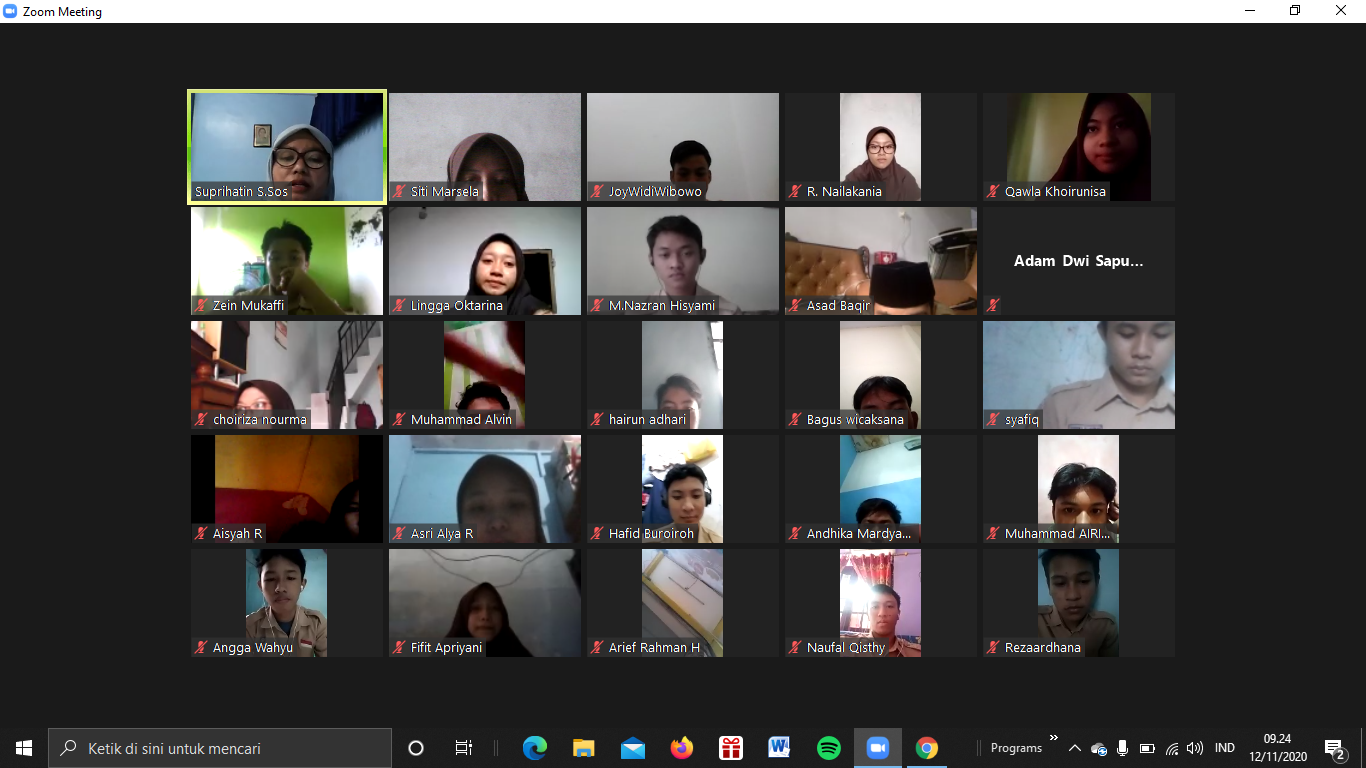 Zoom Meeting
Suprihatin S.Sos
Siti Marsela
JoyWidiWibowo
R. Nailakania
Qawla Khoirunisa
Zein Mukaffi
Lingga Oktarina
M.Nazran Hisyami
Asad Baqir
Adam Dwi Sapu...
choiriza nourma
Muhammad Alvin
hairun adhari
Bagus wicaksana
syafiq
Aisyah R
Asri Alya R
Hafid Buroiroh
Andhika Mardya...
Muhammad AIRI...
Angga Wahyu
Fifit Apriyani
Arief Rahman H
Naufal Qisthy
Rezaardhana
Ketik di sini untuk mencari
Programs
IND
09.24
12/11/2020
2